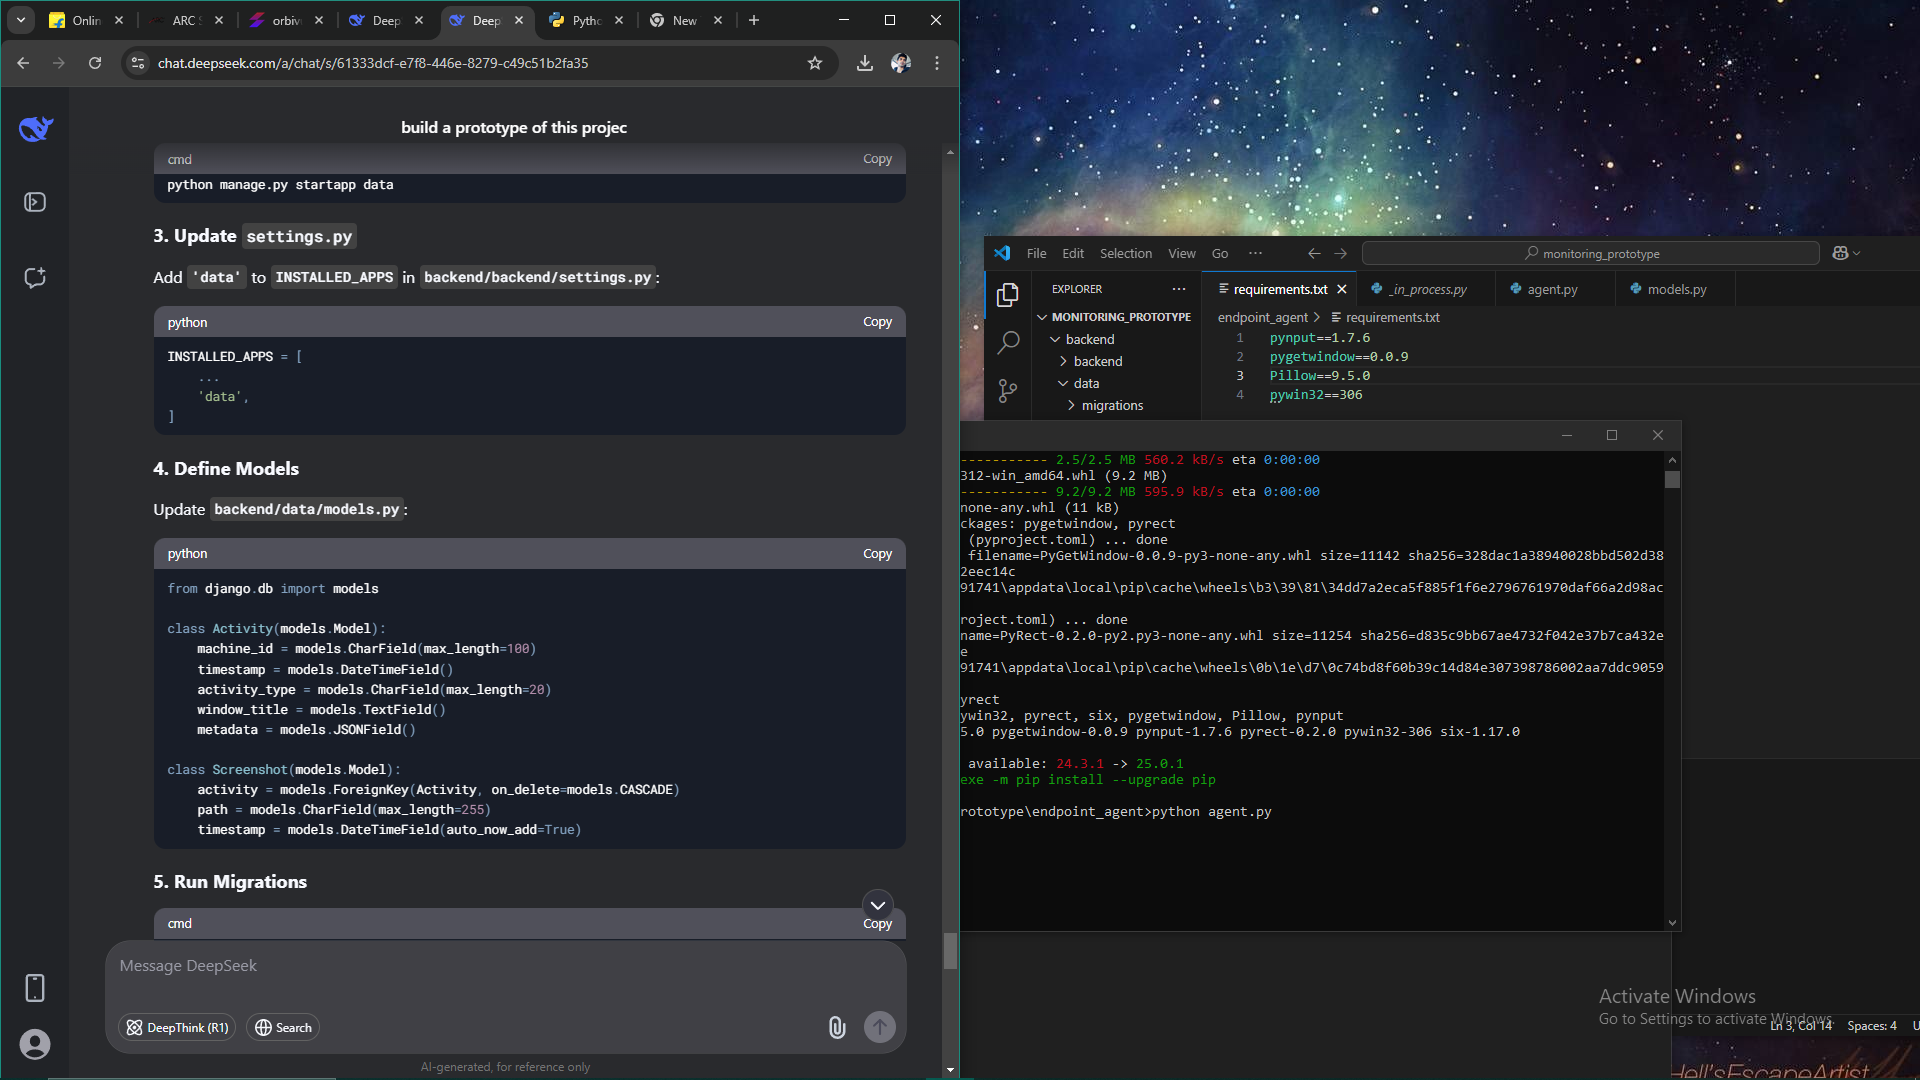 Onlin
ARC S
orbiv
Deep
Deep
Pytho
New
chat.deepseek.com/a/chat/s/61333dcf-e7f8-446e-8279-c49c51b2fa35
build a prototype of this projec
cmd
Copy
python manage.py startapp data
3. Update settings.py
Add 'data' to INSTALLED_APPS in backend/backend/settings.py:
python
Copy
INSTALLED_APPS = [
    ...
    'data',
]
4. Define Models
Update backend/data/models.py:
python
Copy
from django.db import models
class Activity(models.Model):
    machine_id = models.CharField(max_length=100)
    timestamp = models.DateTimeField()
    activity_type = models.CharField(max_length=20)
    window_title = models.TextField()
    metadata = models.JSONField()
class Screenshot(models.Model):
    activity = models.ForeignKey(Activity, on_delete=models.CASCADE)
    path = models.CharField(max_length=255)
    timestamp = models.DateTimeField(auto_now_add=True)
5. Run Migrations
cmd
Copy
Message DeepSeek
DeepThink (R1)
Search
AI-generated, for reference only
File Edit Selection View Go ...
monitoring_prototype
EXPLORER
...
requirements.txt
_in_process.py
agent.py
models.py
MONITORING_PROTOTYPE
backend
backend
data
migrations
endpoint_agent > requirements.txt
1 pynput==1.7.6
2 pygetwindow==0.0.9
3 Pillow==9.5.0
4 pywin32==306
----------- 2.5/2.5 MB 560.2 kB/s eta 0:00:00
312-win_amd64.whl (9.2 MB)
----------- 9.2/9.2 MB 595.9 kB/s eta 0:00:00
none-any.whl (11 kB)
ckages: pygetwindow, pyrect
(pyproject.toml) ... done
filename=PyGetWindow-0.0.9-py3-none-any.whl size=11142 sha256=328dac1a38940028bbd502d38
2eec14c
91741\appdata\local\pip\cache\wheels\b3\39\81\34dd7a2eca5f885f1f6e2796761970daf66a2d98ac
roject.toml) ... done
name=PyRect-0.2.0-py2.py3-none-any.whl size=11254 sha256=d835c9bb67ae4732f042e37b7ca432e
e
91741\appdata\local\pip\cache\wheels\0b\1e\d7\0c74bd8f60b39c14d84e307398786002aa7ddc9059
yrect
ywin32, pyrect, six, pygetwindow, Pillow, pynput
5.0 pygetwindow-0.0.9 pynput-1.7.6 pyrect-0.2.0 pywin32-306 six-1.17.0
available: 24.3.1 -> 25.0.1
exe -m pip install --upgrade pip
rototype\endpoint_agent>python agent.py
Activate Windows
Go to Settings to activate Windows.
Ln 3, Col 14
Spaces: 4
U
Hell'sEscapeArtist